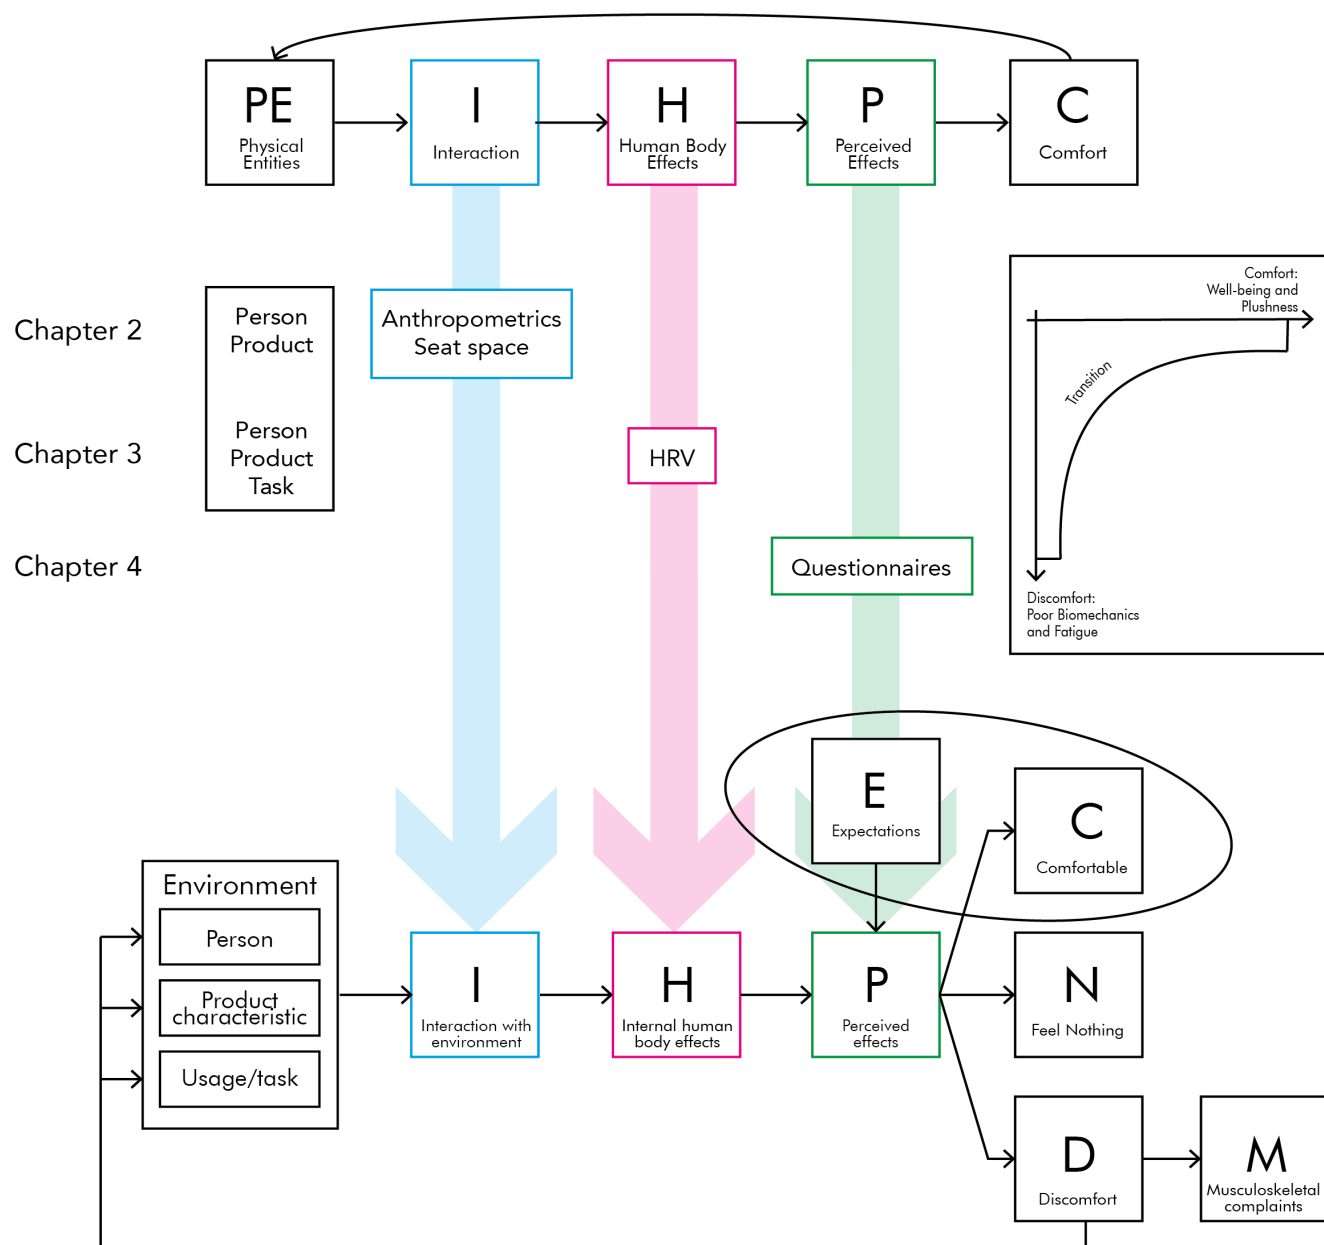 PE
Physical
Entities
I
Interaction
H
Human Body
Effects
P
Perceived
Effects
C
Comfort
Chapter 2
Person
Product
Anthropometrics
Seat space
Comfort:
Well-being and
Plushness
Transition
Chapter 3
Person
Product
Task
HRV
Chapter 4
Questionnaires
Discomfort:
Poor Biomechanics
and Fatigue
E
Expectations
C
Comfortable
Environment
Person
Product
characteristic
Usage/task
I
Interaction with
environment
H
Internal human
body effects
P
Perceived
effects
N
Feel Nothing
D
Discomfort
M
Musculoskeletal
complaints